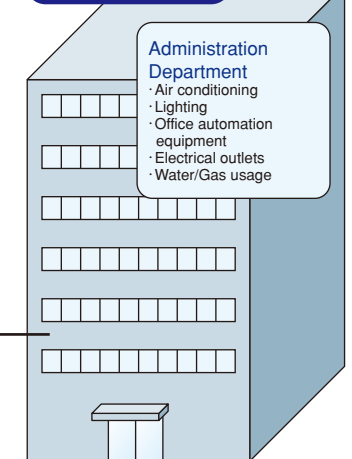 Administration
Department
· Air conditioning
· Lighting
· Office automation
equipment
· Electrical outlets
· Water/Gas usage